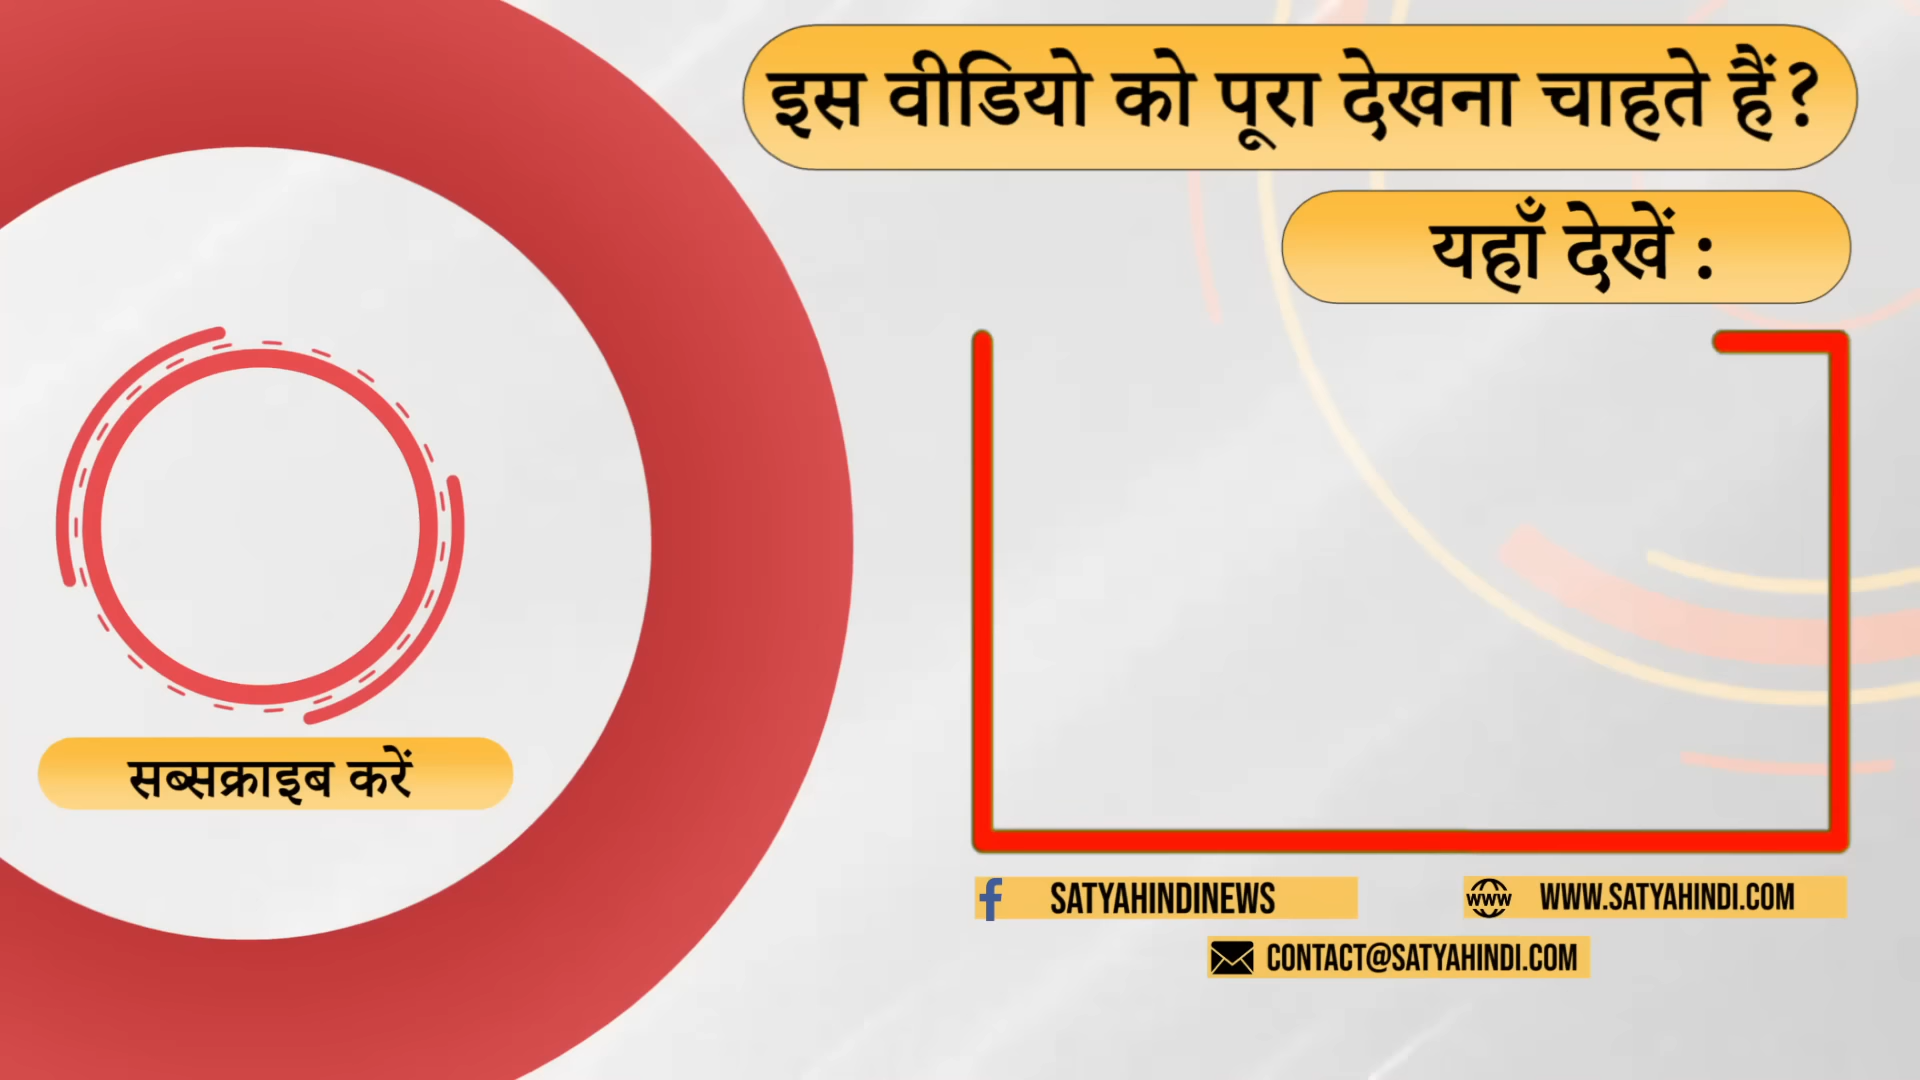 इस वीडियो को पूरा देखना चाहते हैं?
यहाँ देखें :
सब्सक्राइब करें
SATYAHINDINEWS
WWW.SATYAHINDI.COM
CONTACT@SATYAHINDI.COM